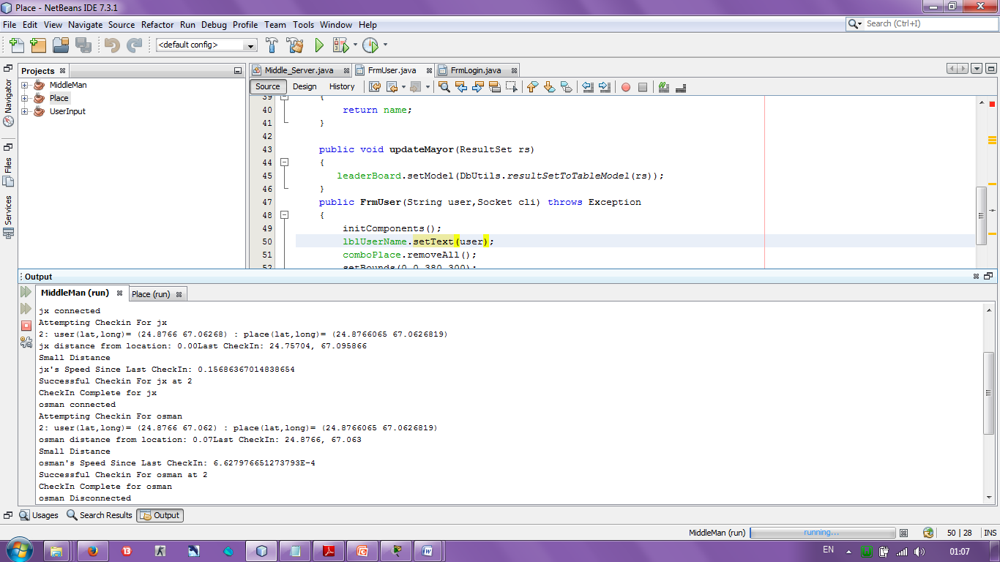 Place - NetBeans IDE 7.3.1
File Edit View Navigate Source Refactor Run Debug Profile Team Tools Window Help
Search (Ctrl+I)
<default config>
Projects
Middle_Server.java FrmUser.java FrmLogin.java
Navigator
Files
Services
MiddleMan
Place
UserInput
Source Design History
39 {
40 return name;
41 }
42
43 public void updateMayor(ResultSet rs)
44 {
45 leaderBoard.setModel(DbUtils.resultSetToTableModel(rs));
46 }
47 public FrmUser(String user,Socket cli) throws Exception
48 {
49 initComponents();
50 lblUserName.setText(user);
51 comboPlace.removeAll();
52 setBounds(0,0,380,300);
Output
MiddleMan (run) Place (run)
jx connected
Attempting Checkin For jx
2: user(lat,long)= (24.8766 67.06268) : place(lat,long)= (24.8766065 67.0626819)
jx distance from location: 0.00Last CheckIn: 24.75704, 67.095866
Small Distance
jx's Speed Since Last CheckIn: 0.15686367014838654
Successful Checkin For jx at 2
CheckIn Complete for jx
osman connected
Attempting Checkin For osman
2: user(lat,long)= (24.8766 67.062) : place(lat,long)= (24.8766065 67.0626819)
osman distance from location: 0.07Last CheckIn: 24.8766, 67.063
Small Distance
osman's Speed Since Last CheckIn: 6.627976651273793E-4
Successful Checkin For osman at 2
CheckIn Complete for osman
osman Disconnected
Usages Search Results Output
MiddleMan (run) running... 50 | 28 INS
13
EN 01:07